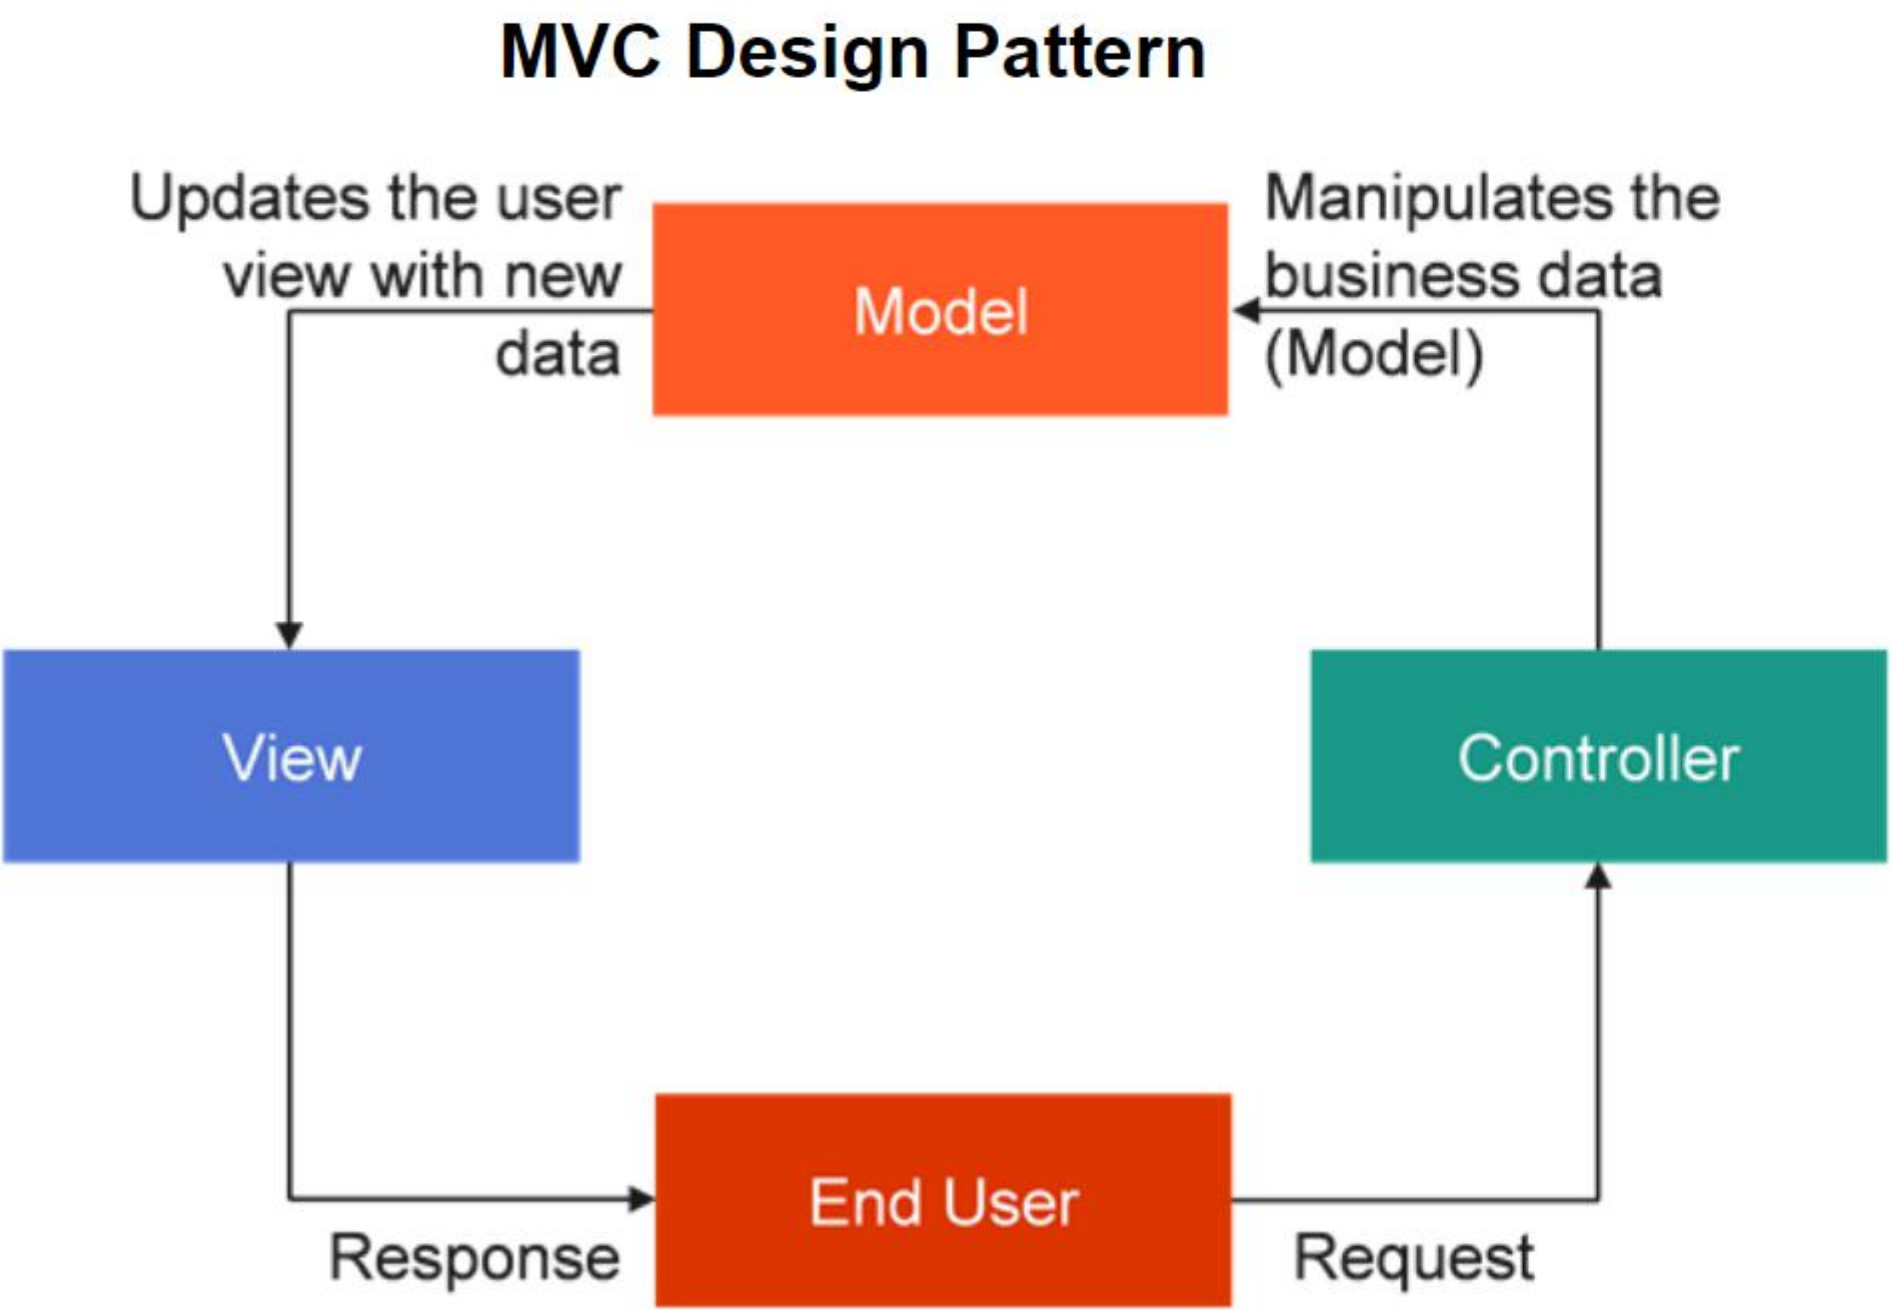 MVC Design Pattern
Updates the user
view with new
data
Model
Manipulates the
business data
(Model)
View
Controller
End User
Response
Request